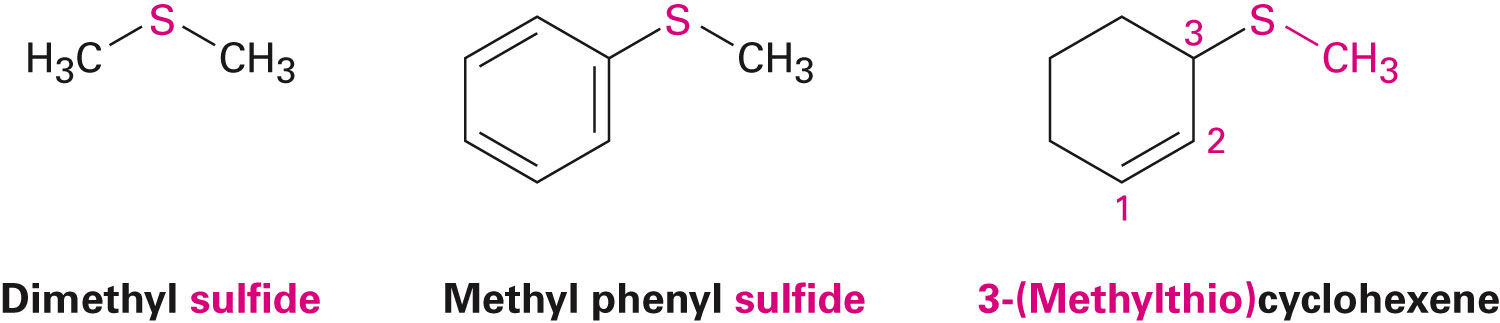 H₃C S CH₃
S CH₃
3 S CH₃
2
1
Dimethyl sulfide
Methyl phenyl sulfide
3-(Methylthio)cyclohexene